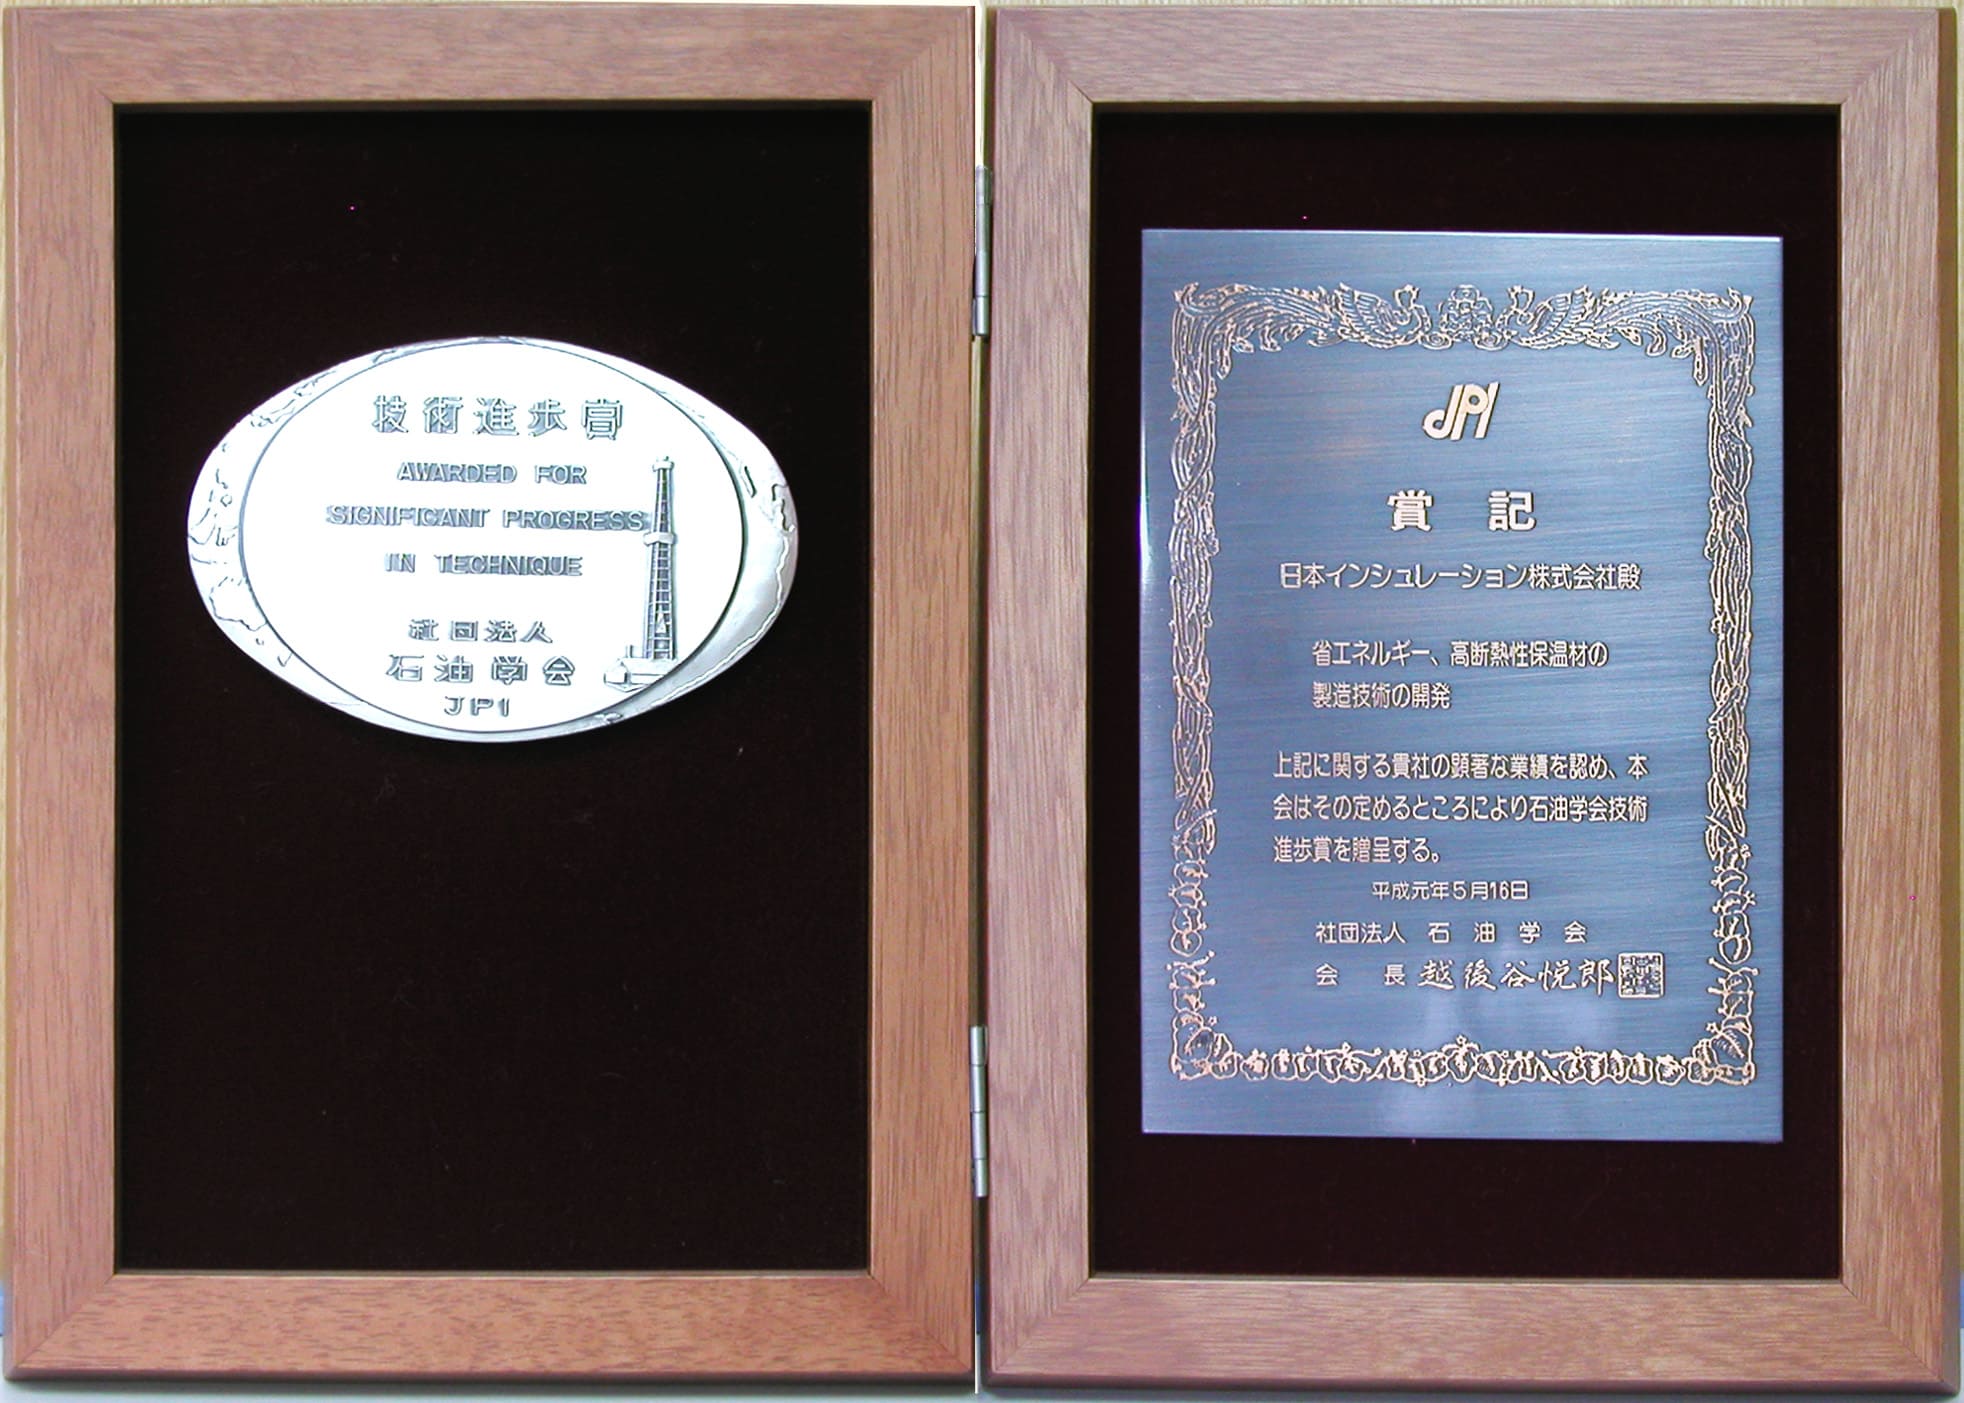 技術進歩賞
AWARDED FOR
SIGNIFICANT PROGRESS
IN TECHNIQUE
社団法人
石油学会
JPI
JPI
賞 記
日本インシュレーション株式会社殿
省エネルギー、高断熱性保温材の
製造技術の開発
上記に関する貴社の顕著な業績を認め、本
会はその定めるところにより石油学会技術
進歩賞を贈呈する。
平成元年5月16日
社団法人 石 油 学 会
会 長 越後谷悦郎